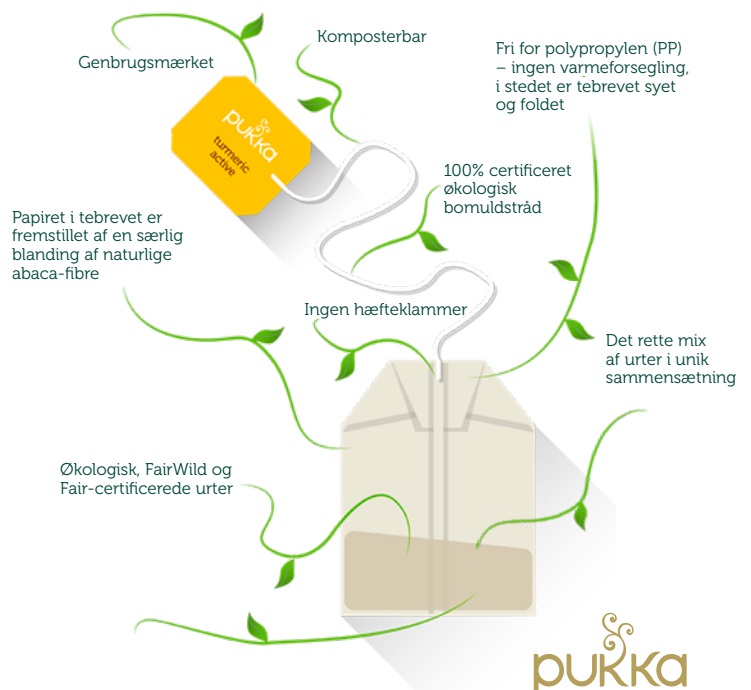 Komposterbar
Genbrugsmærket
Fri for polypropylen (PP)
– ingen varmeforsegling,
i stedet er tebrevet syet
og foldet
pukka
turmeric
active
100% certificeret
økologisk
bomuldstråd
Papiret i tebrevet er
fremstillet af en særlig
blanding af naturlige
abaca-fibre
Ingen hæfteklammer
Det rette mix
af urter i unik
sammensætning
Økologisk, FairWild og
Fair-certificerede urter
pukka